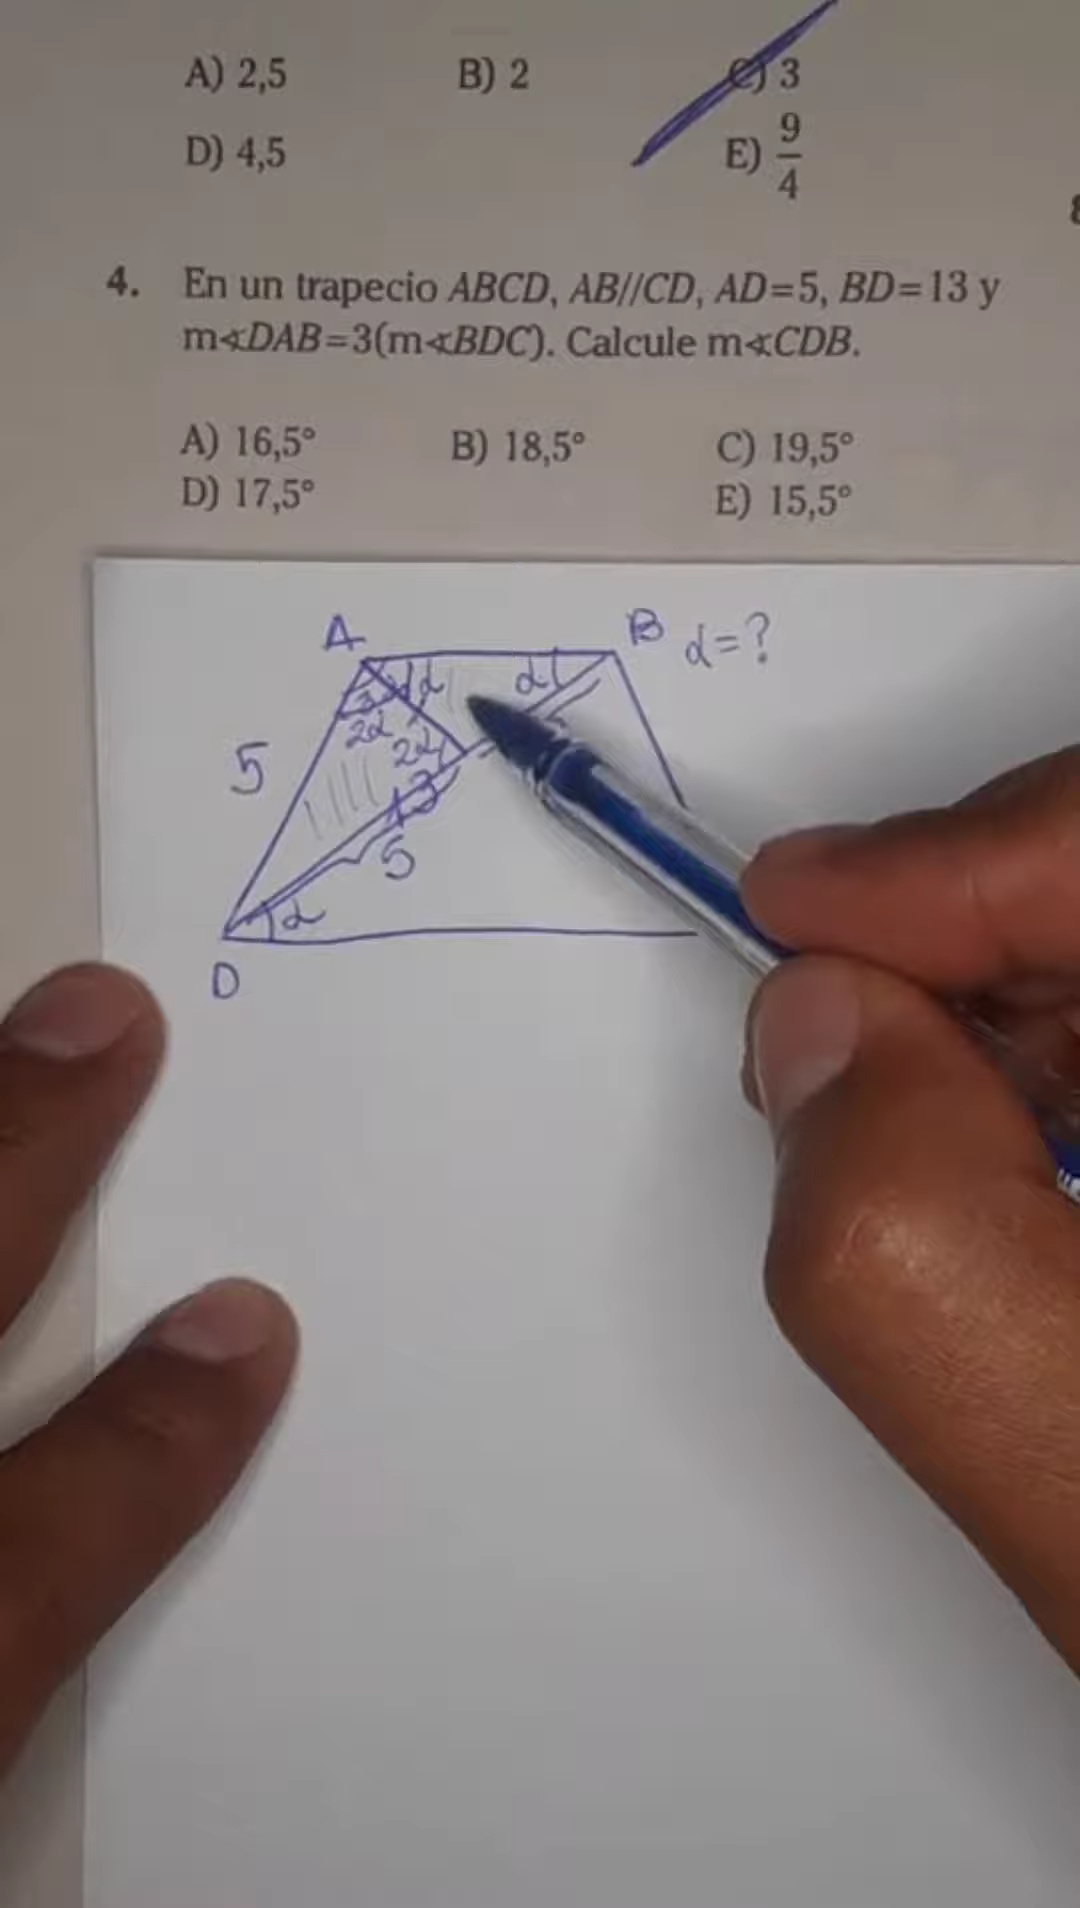 A) 2,5 B) 2 C) 3
D) 4,5 E) 9/4
4. En un trapecio ABCD, AB//CD, AD=5, BD=13 y
m∢DAB=3(m∢BDC). Calcule m∢CDB.
A) 16,5° B) 18,5° C) 19,5°
D) 17,5° E) 15,5°
A B α=?
α α
2α
5 2α
13
5
α
D